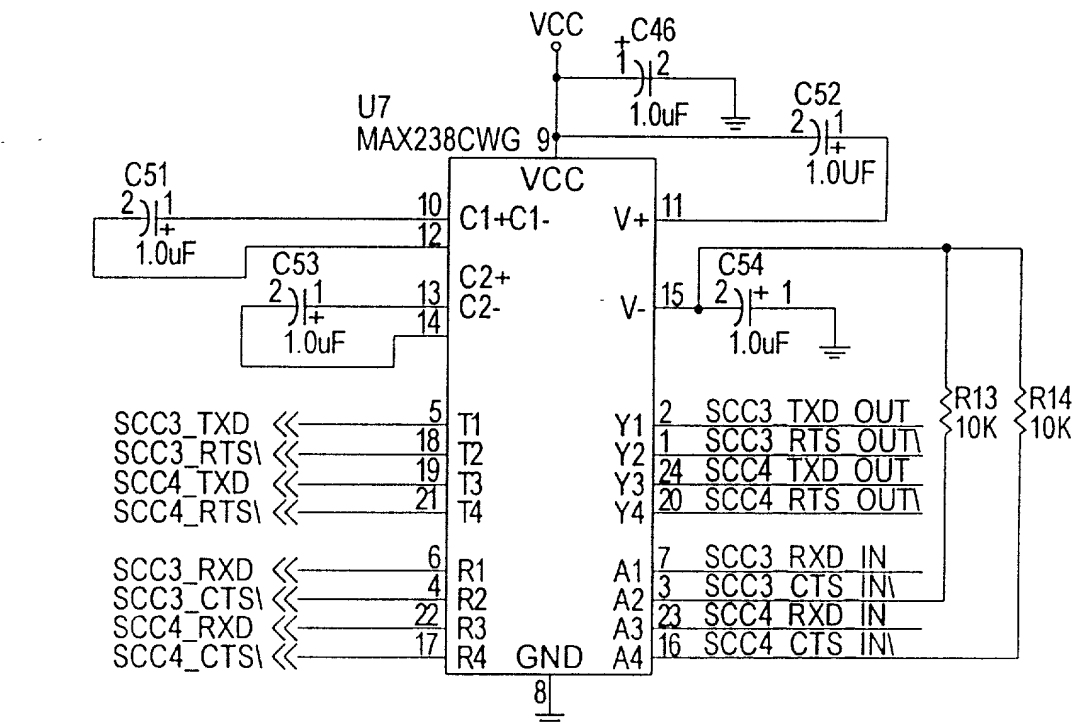 VCC
+ C46
1 2
1.0uF
C52
2 1
+
1.0UF
U7
MAX238CWG 9
VCC
C51
2 1
+
1.0uF
10 C1+C1-
12
V+ 11
C53
2 1
+
1.0uF
C2+
13 C2-
14
V- 15
C54
2 + 1
1.0uF
R13
10K
R14
10K
SCC3_TXD 5 T1 Y1 2 SCC3_TXD_OUT
SCC3_RTS\ 18 T2 Y2 1 SCC3_RTS_OUT\
SCC4_TXD 19 T3 Y3 24 SCC4_TXD_OUT
SCC4_RTS\ 21 T4 Y4 20 SCC4_RTS_OUT\
SCC3_RXD 6 R1 A1 7 SCC3_RXD_IN
SCC3_CTS\ 4 R2 A2 3 SCC3_CTS_IN\
SCC4_RXD 22 R3 A3 23 SCC4_RXD_IN
SCC4_CTS\ 17 R4 GND A4 16 SCC4_CTS_IN\
8